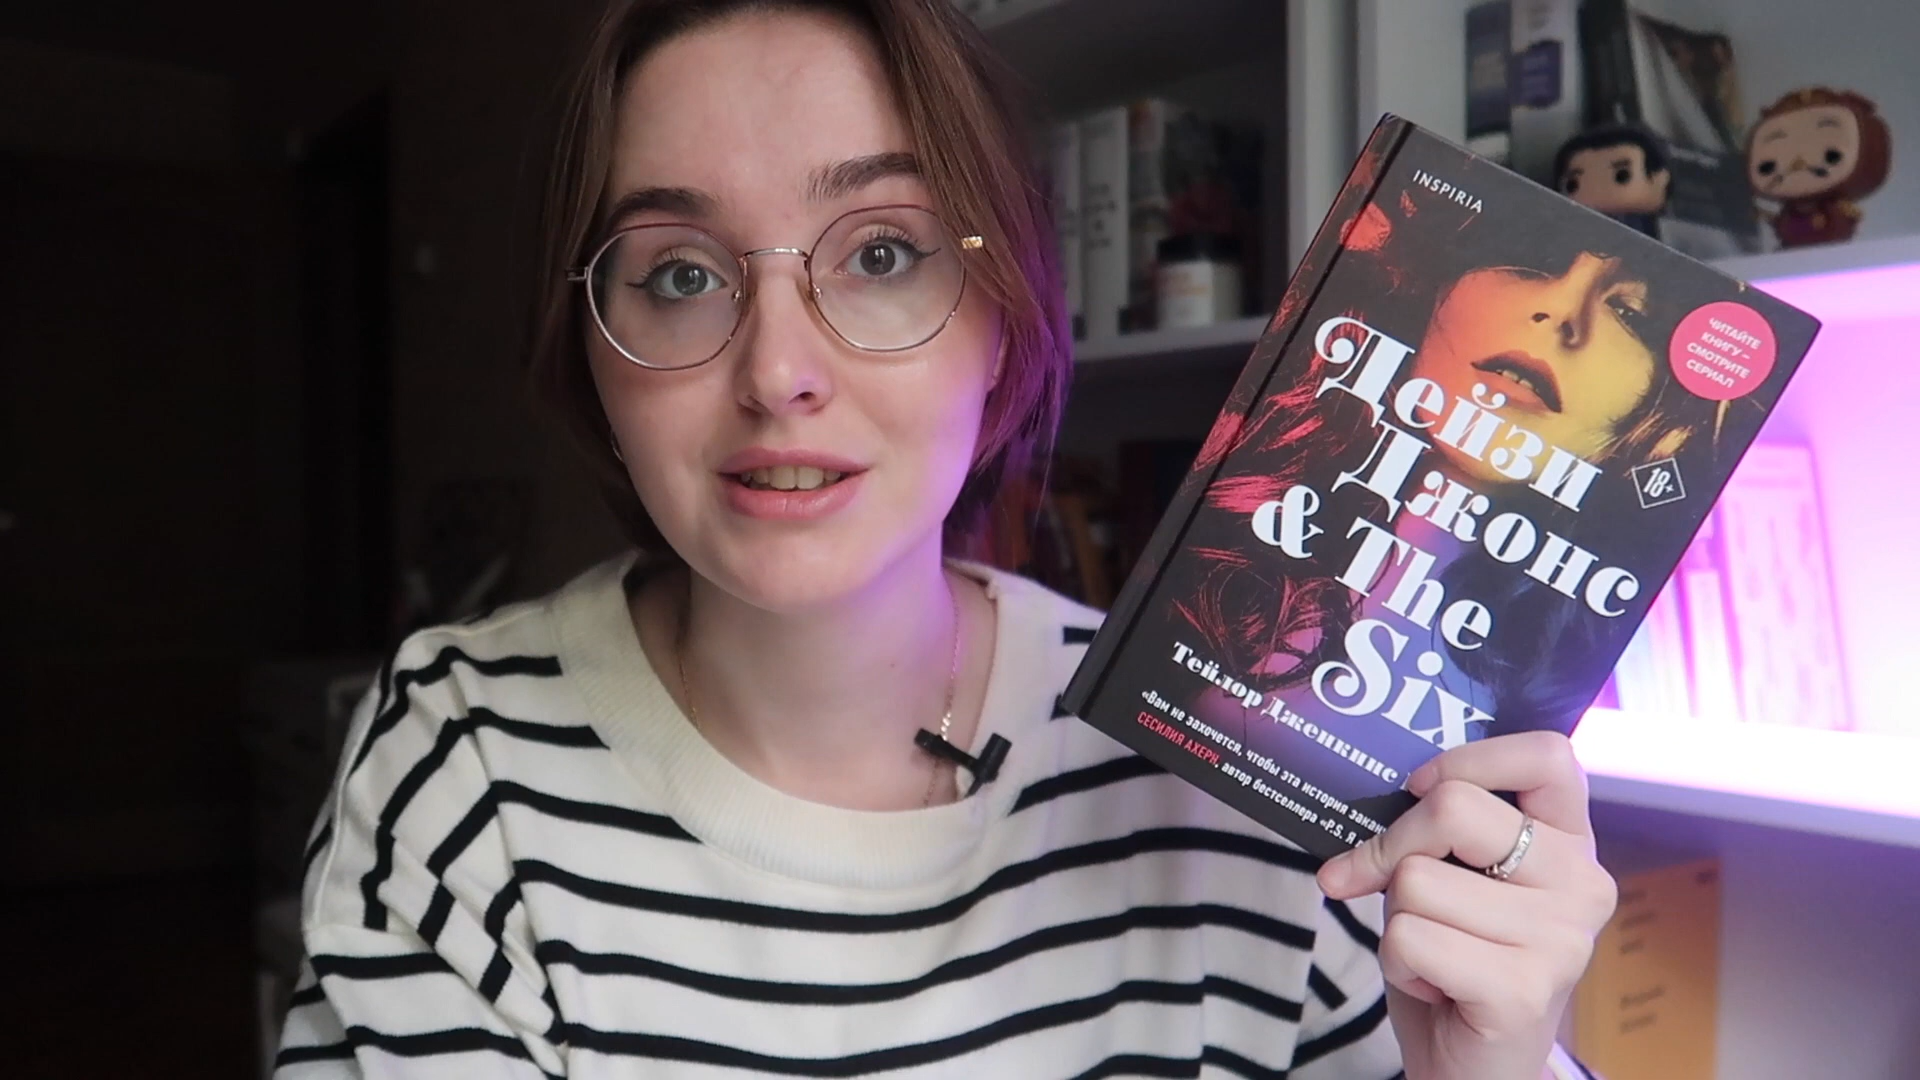 INSPIRIA
ЧИТАЙТЕ
КНИГУ –
СМОТРИТЕ
СЕРИАЛ
Дейзи
Джонс
& The
Six
18+
Тейлор Дженкинс
«Вам не захочется, чтобы эта история
СЕСИЛИЯ АХЕРН, автор бестселлера «P.S. Я